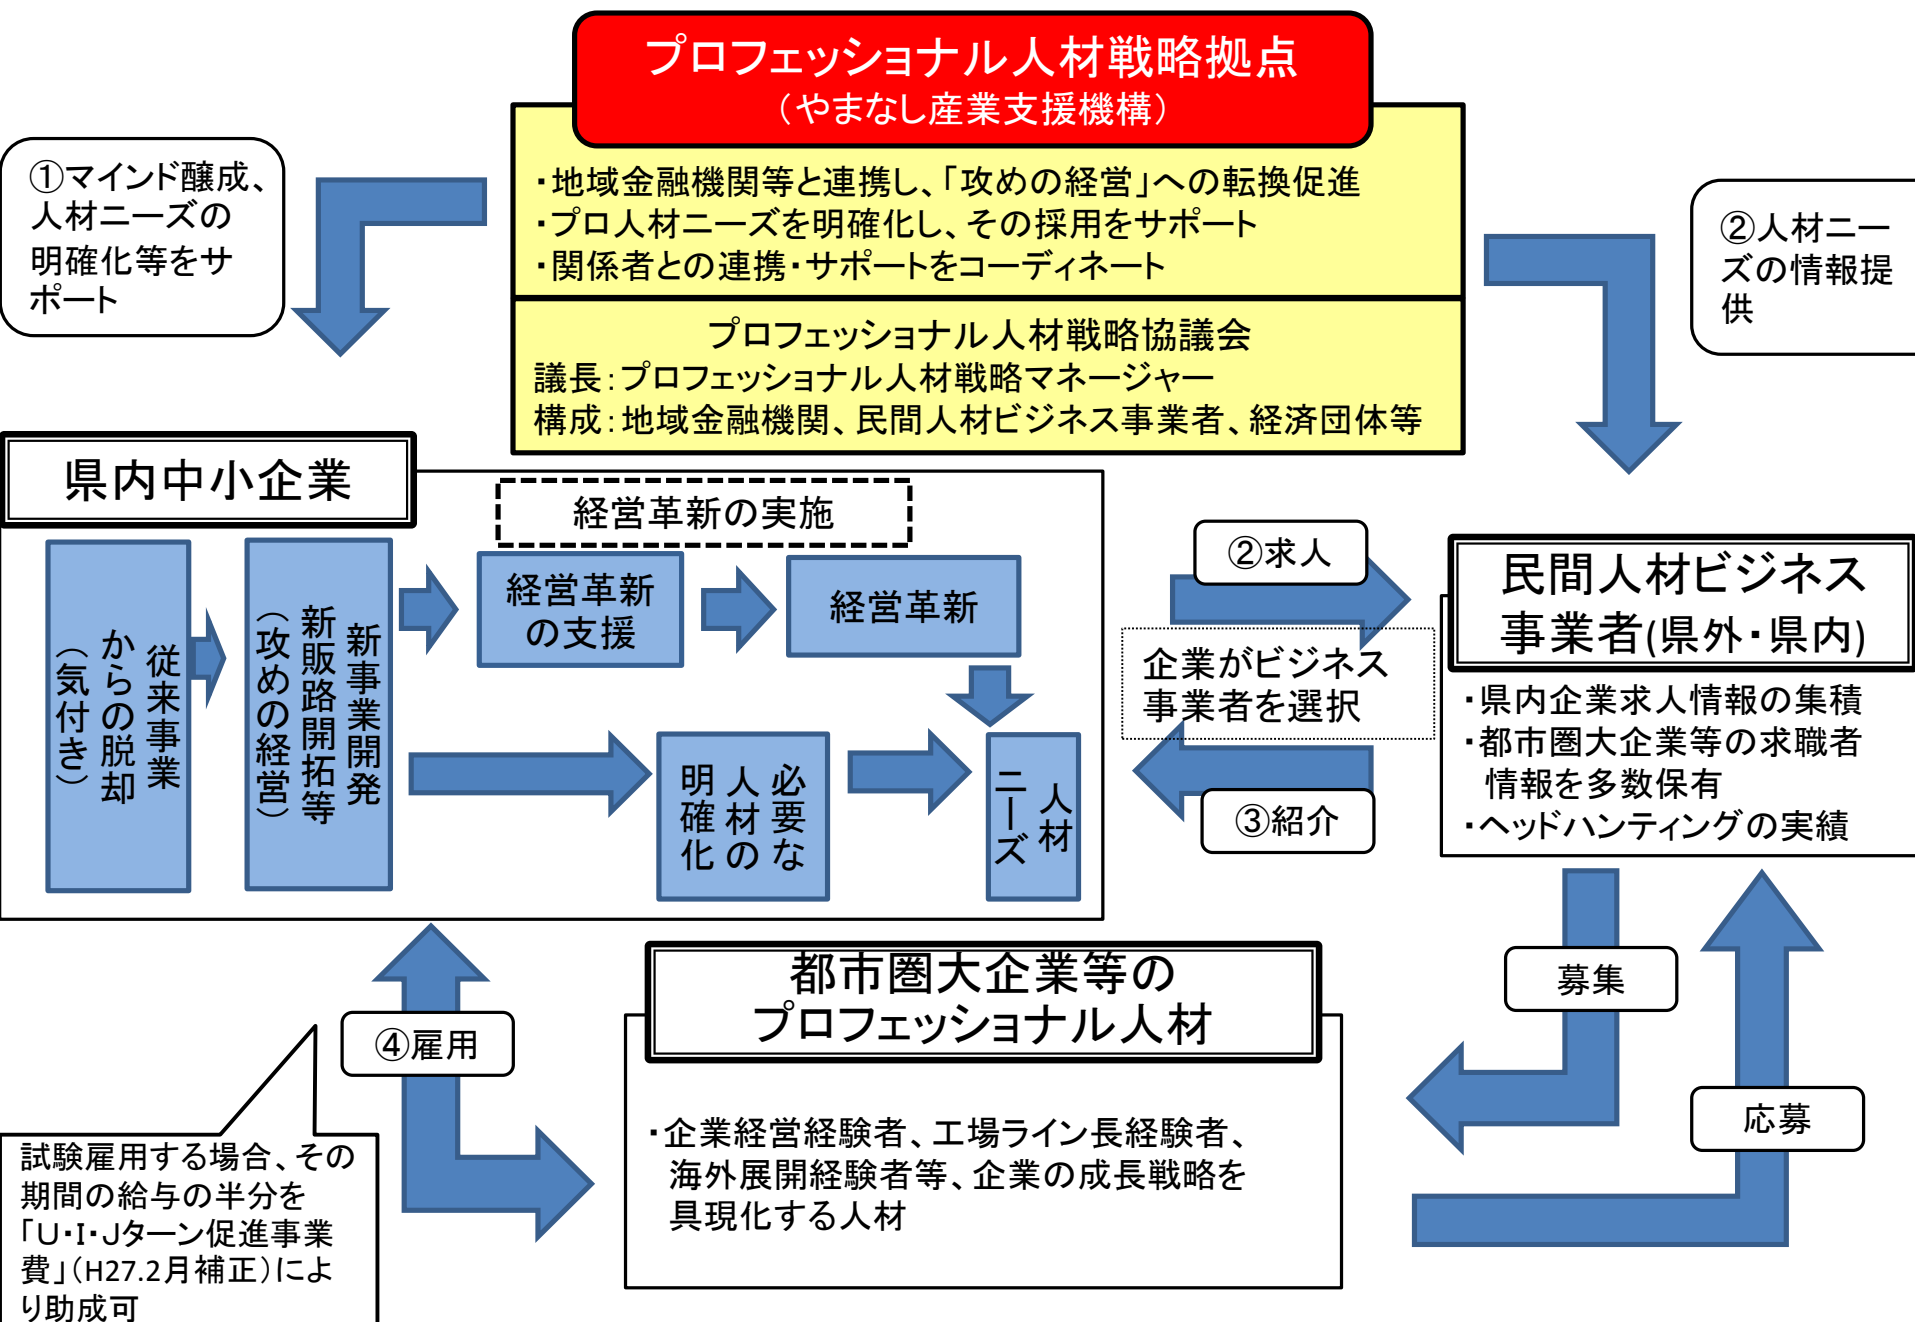 プロフェッショナル人材戦略拠点
（やまなし産業支援機構）
・地域金融機関等と連携し、「攻めの経営」への転換促進
・プロ人材ニーズを明確化し、その採用をサポート
・関係者との連携・サポートをコーディネート
プロフェッショナル人材戦略協議会
議長：プロフェッショナル人材戦略マネージャー
構成：地域金融機関、民間人材ビジネス事業者、経済団体等
①マインド醸成、
人材ニーズの
明確化等をサ
ポート
②人材ニー
ズの情報提
供
県内中小企業
経営革新の実施
従来事業
からの脱却
（気付き）
新事業開発
新販路開拓等
（攻めの経営）
経営革新
の支援
経営革新
必要な
人材の
明確化
人材
ニーズ
②求人
企業がビジネス
事業者を選択
③紹介
民間人材ビジネス
事業者(県外・県内)
・県内企業求人情報の集積
・都市圏大企業等の求職者
情報を多数保有
・ヘッドハンティングの実績
募集
応募
④雇用
都市圏大企業等の
プロフェッショナル人材
・企業経営経験者、工場ライン長経験者、
海外展開経験者等、企業の成長戦略を
具現化する人材
試験雇用する場合、その
期間の給与の半分を
「U・I・Jターン促進事業
費」（H27.2月補正）によ
り助成可